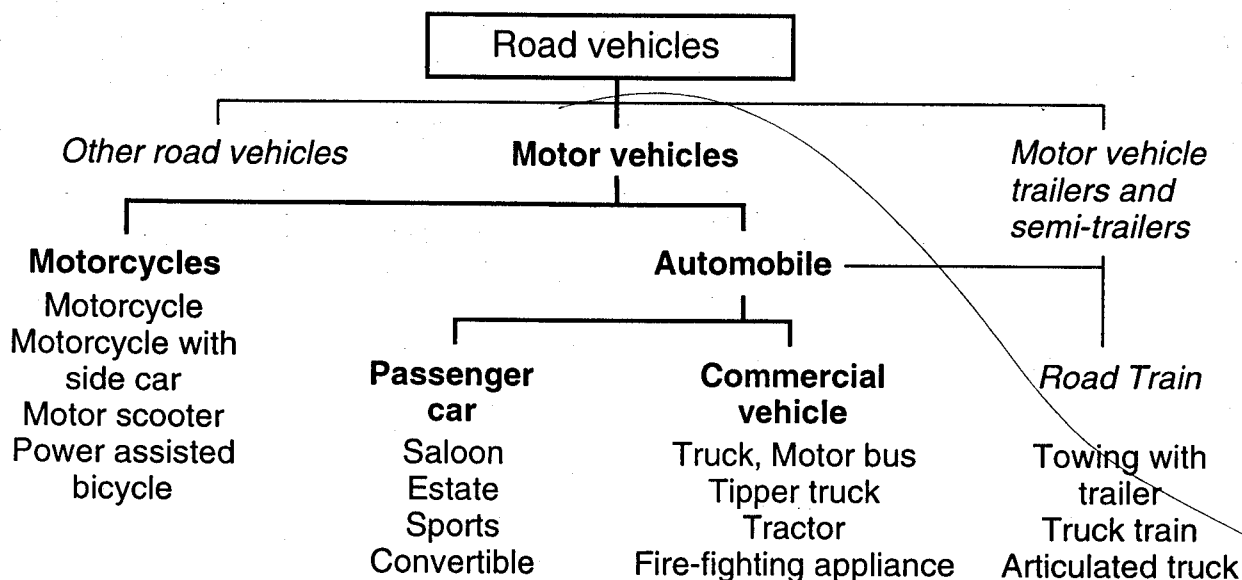 Road vehicles
Other road vehicles
Motor vehicles
Motor vehicle
trailers and
semi-trailers
Motorcycles
Motorcycle
Motorcycle with
side car
Motor scooter
Power assisted
bicycle
Automobile
Passenger
car
Saloon
Estate
Sports
Convertible
Commercial
vehicle
Truck, Motor bus
Tipper truck
Tractor
Fire-fighting appliance
Road Train
Towing with
trailer
Truck train
Articulated truck